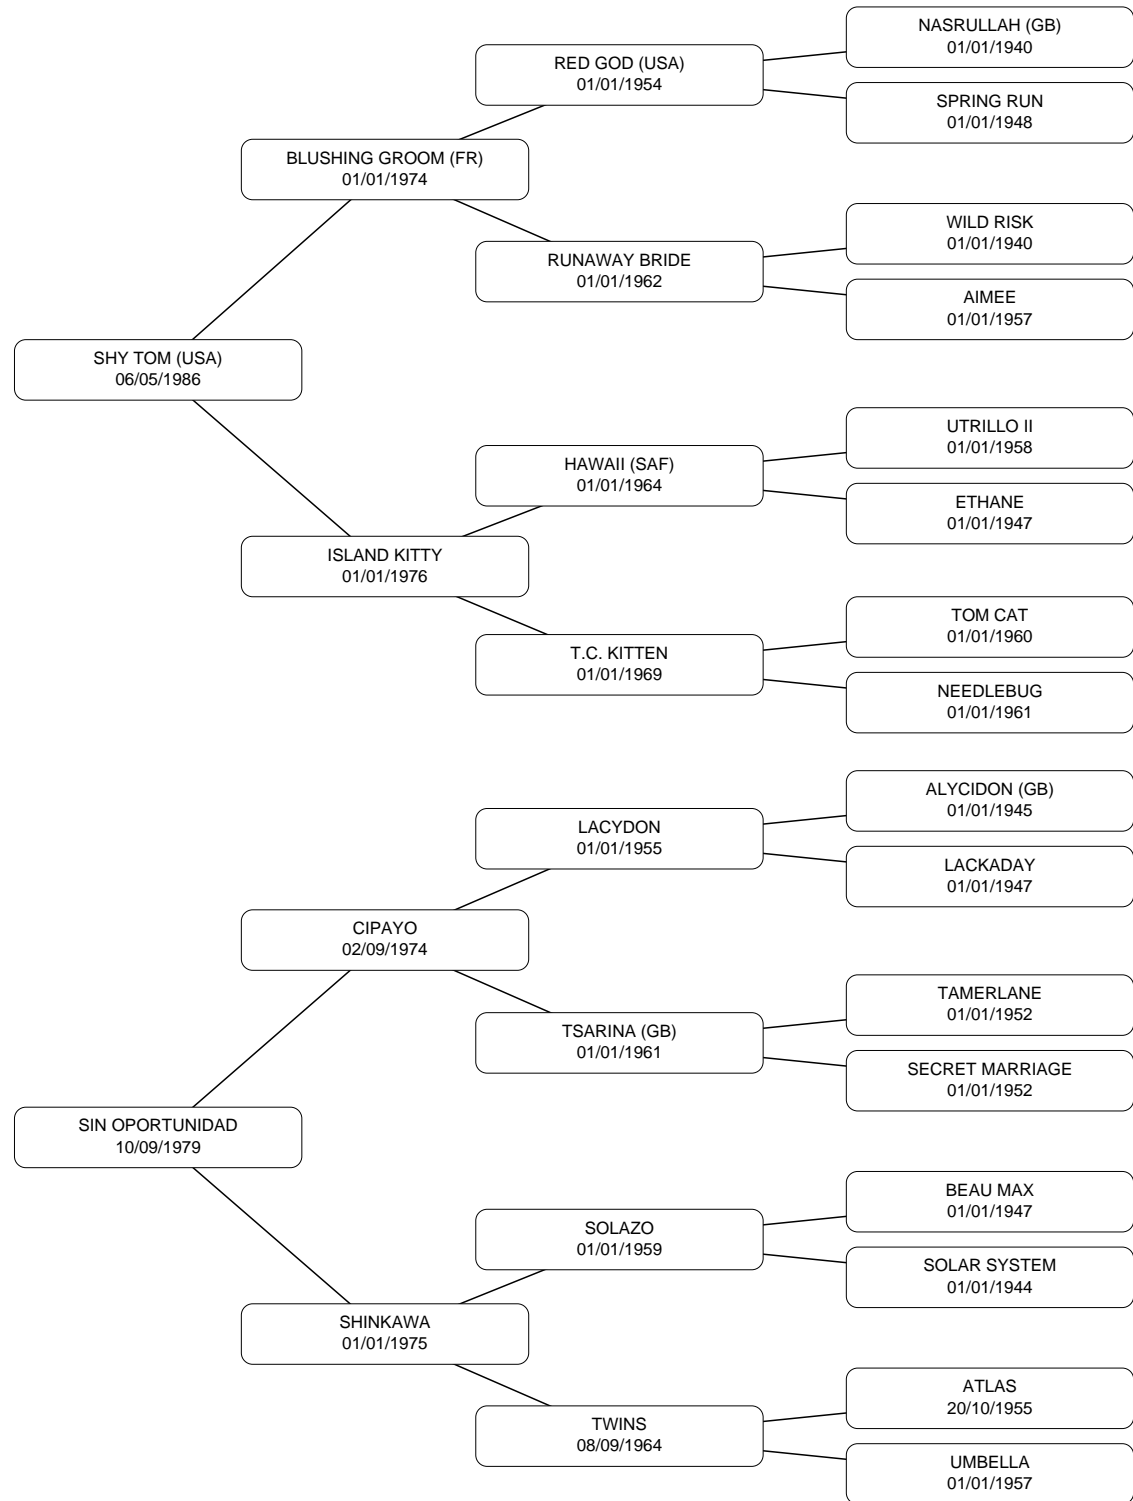 NASRULLAH (GB)
01/01/1940
RED GOD (USA)
01/01/1954
SPRING RUN
01/01/1948
BLUSHING GROOM (FR)
01/01/1974
WILD RISK
01/01/1940
RUNAWAY BRIDE
01/01/1962
AIMEE
01/01/1957
SHY TOM (USA)
06/05/1986
UTRILLO II
01/01/1958
HAWAII (SAF)
01/01/1964
ETHANE
01/01/1947
ISLAND KITTY
01/01/1976
TOM CAT
01/01/1960
T.C. KITTEN
01/01/1969
NEEDLEBUG
01/01/1961
ALYCIDON (GB)
01/01/1945
LACYDON
01/01/1955
LACKADAY
01/01/1947
CIPAYO
02/09/1974
TAMERLANE
01/01/1952
TSARINA (GB)
01/01/1961
SECRET MARRIAGE
01/01/1952
SIN OPORTUNIDAD
10/09/1979
BEAU MAX
01/01/1947
SOLAZO
01/01/1959
SOLAR SYSTEM
01/01/1944
SHINKAWA
01/01/1975
ATLAS
20/10/1955
TWINS
08/09/1964
UMBELLA
01/01/1957